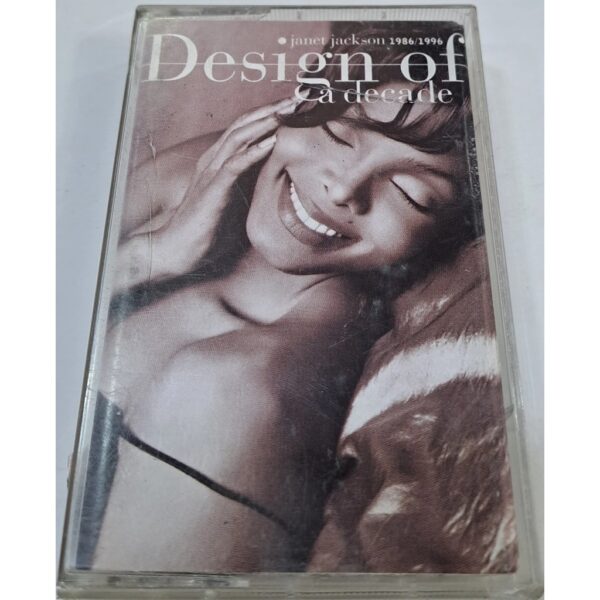 janet jackson 1986/1996
Design of
a decade